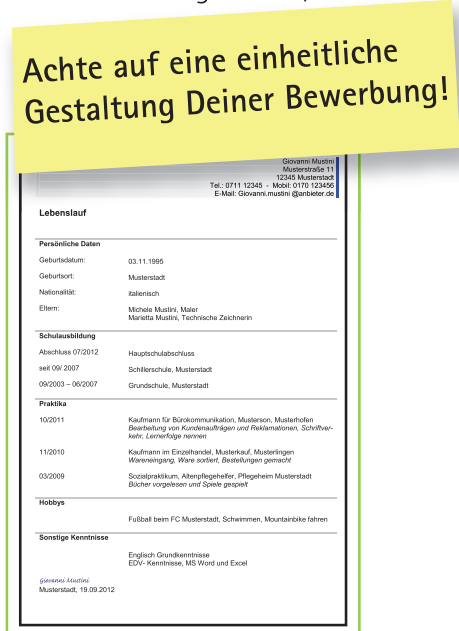 Achte auf eine einheitliche
Gestaltung Deiner Bewerbung!
Giovanni Mustini
Musterstraße 11
12345 Musterstadt
Tel.: 0711 12345 - Mobil: 0170 123456
E-Mail: Giovanni.mustini @anbieter.de
Lebenslauf
Persönliche Daten
Geburtsdatum: 03.11.1995
Geburtsort: Musterstadt
Nationalität: italienisch
Eltern: Michele Mustini, Maler
Marietta Mustini, Technische Zeichnerin
Schulausbildung
Abschluss 07/2012 Hauptschulabschluss
seit 09/ 2007 Schillerschule, Musterstadt
09/2003 – 06/2007 Grundschule, Musterstadt
Praktika
10/2011 Kaufmann für Bürokommunikation, Musterson, Musterhofen
Bearbeitung von Kundenaufträgen und Reklamationen, Schriftver-
kehr, Lernerfolge nennen
11/2010 Kaufmann im Einzelhandel, Musterkauf, Musterlingen
Wareneingang, Ware sortiert, Bestellungen gemacht
03/2009 Sozialpraktikum, Altenpflegehelfer, Pflegeheim Musterstadt
Bücher vorgelesen und Spiele gespielt
Hobbys
Fußball beim FC Musterstadt, Schwimmen, Mountainbike fahren
Sonstige Kenntnisse
Englisch Grundkenntnisse
EDV- Kenntnisse, MS Word und Excel
Giovanni Mustini
Musterstadt, 19.09.2012